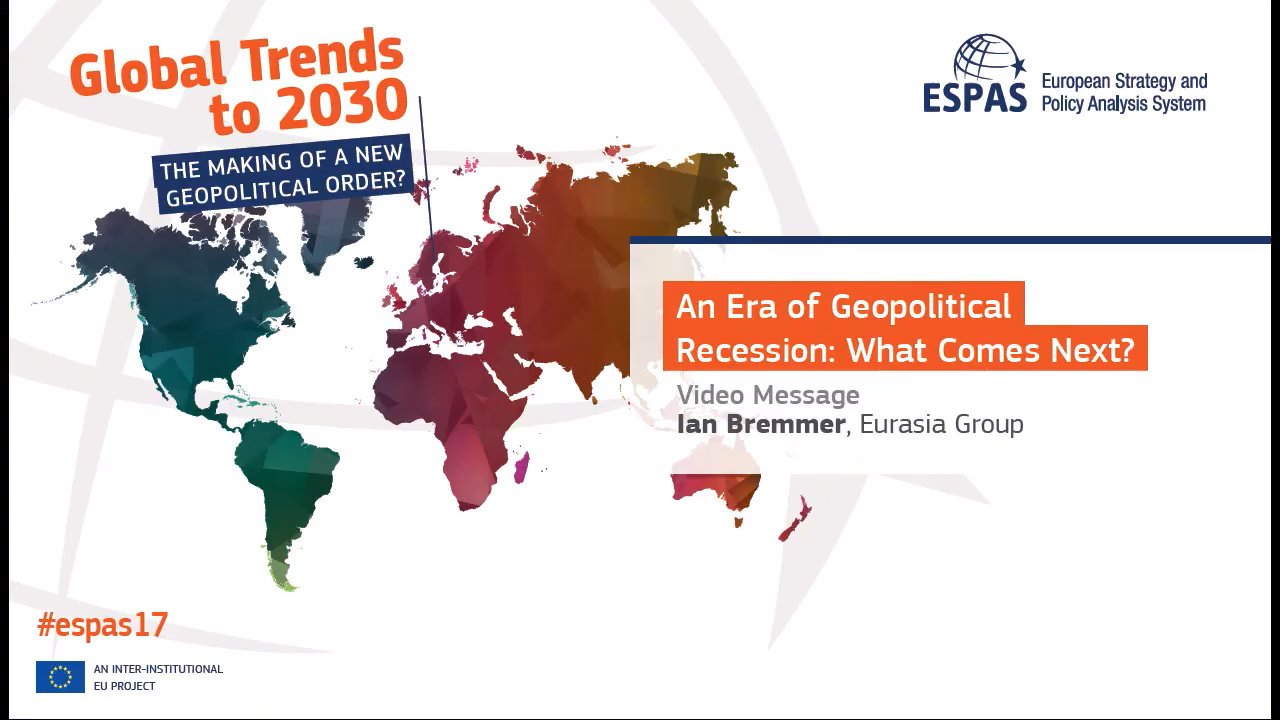 Global Trends
to 2030
THE MAKING OF A NEW
GEOPOLITICAL ORDER?
ESPAS
European Strategy and
Policy Analysis System
An Era of Geopolitical
Recession: What Comes Next?
Video Message
Ian Bremmer, Eurasia Group
#espas17
AN INTER-INSTITUTIONAL
EU PROJECT